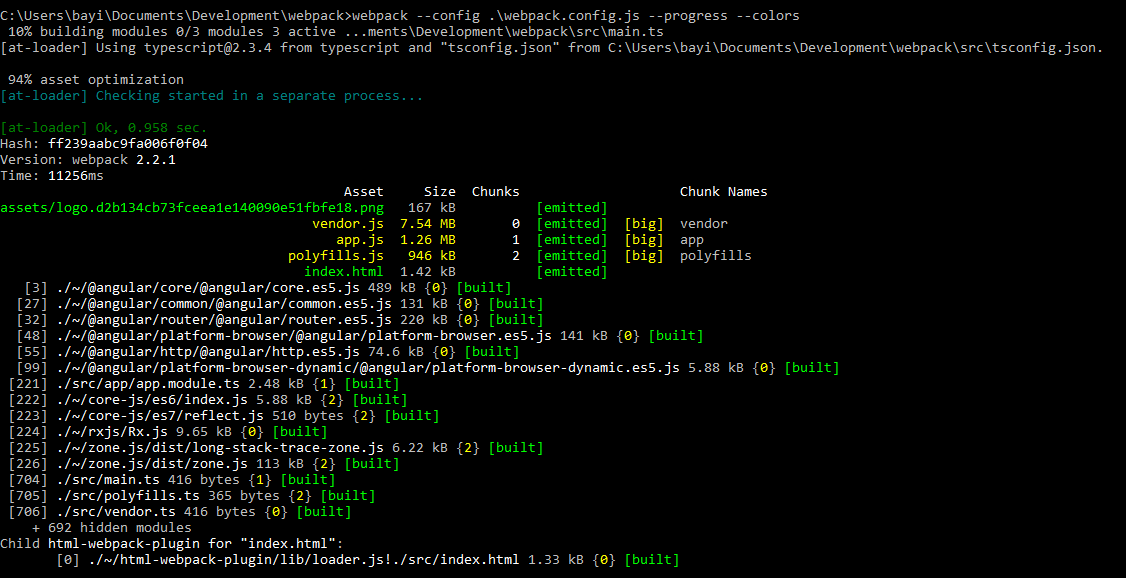 C:\Users\bayi\Documents\Development\webpack>webpack --config .\webpack.config.js --progress --colors
10% building modules 0/3 modules 3 active ...ments\Development\webpack\src\main.ts
[at-loader] Using typescript@2.3.4 from typescript and "tsconfig.json" from C:\Users\bayi\Documents\Development\webpack\src\tsconfig.json.
94% asset optimization
[at-loader] Checking started in a separate process...
[at-loader] Ok, 0.958 sec.
Hash: ff239aabc9fa006f0f04
Version: webpack 2.2.1
Time: 11256ms
Asset Size Chunks Chunk Names
assets/logo.d2b134cb73fceea1e140090e51fbfe18.png 167 kB [emitted]
vendor.js 7.54 MB 0 [emitted] [big] vendor
app.js 1.26 MB 1 [emitted] [big] app
polyfills.js 946 kB 2 [emitted] [big] polyfills
index.html 1.42 kB [emitted]
[3] ./~/@angular/core/@angular/core.es5.js 489 kB {0} [built]
[27] ./~/@angular/common/@angular/common.es5.js 131 kB {0} [built]
[32] ./~/@angular/router/@angular/router.es5.js 220 kB {0} [built]
[48] ./~/@angular/platform-browser/@angular/platform-browser.es5.js 141 kB {0} [built]
[55] ./~/@angular/http/@angular/http.es5.js 74.6 kB {0} [built]
[99] ./~/@angular/platform-browser-dynamic/@angular/platform-browser-dynamic.es5.js 5.88 kB {0} [built]
[221] ./src/app/app.module.ts 2.48 kB {1} [built]
[222] ./~/core-js/es6/index.js 5.88 kB {2} [built]
[223] ./~/core-js/es7/reflect.js 510 bytes {2} [built]
[224] ./~/rxjs/Rx.js 9.65 kB {0} [built]
[225] ./~/zone.js/dist/long-stack-trace-zone.js 6.22 kB {2} [built]
[226] ./~/zone.js/dist/zone.js 113 kB {2} [built]
[704] ./src/main.ts 416 bytes {1} [built]
[705] ./src/polyfills.ts 365 bytes {2} [built]
[706] ./src/vendor.ts 416 bytes {0} [built]
+ 692 hidden modules
Child html-webpack-plugin for "index.html":
[0] ./~/html-webpack-plugin/lib/loader.js!./src/index.html 1.33 kB {0} [built]